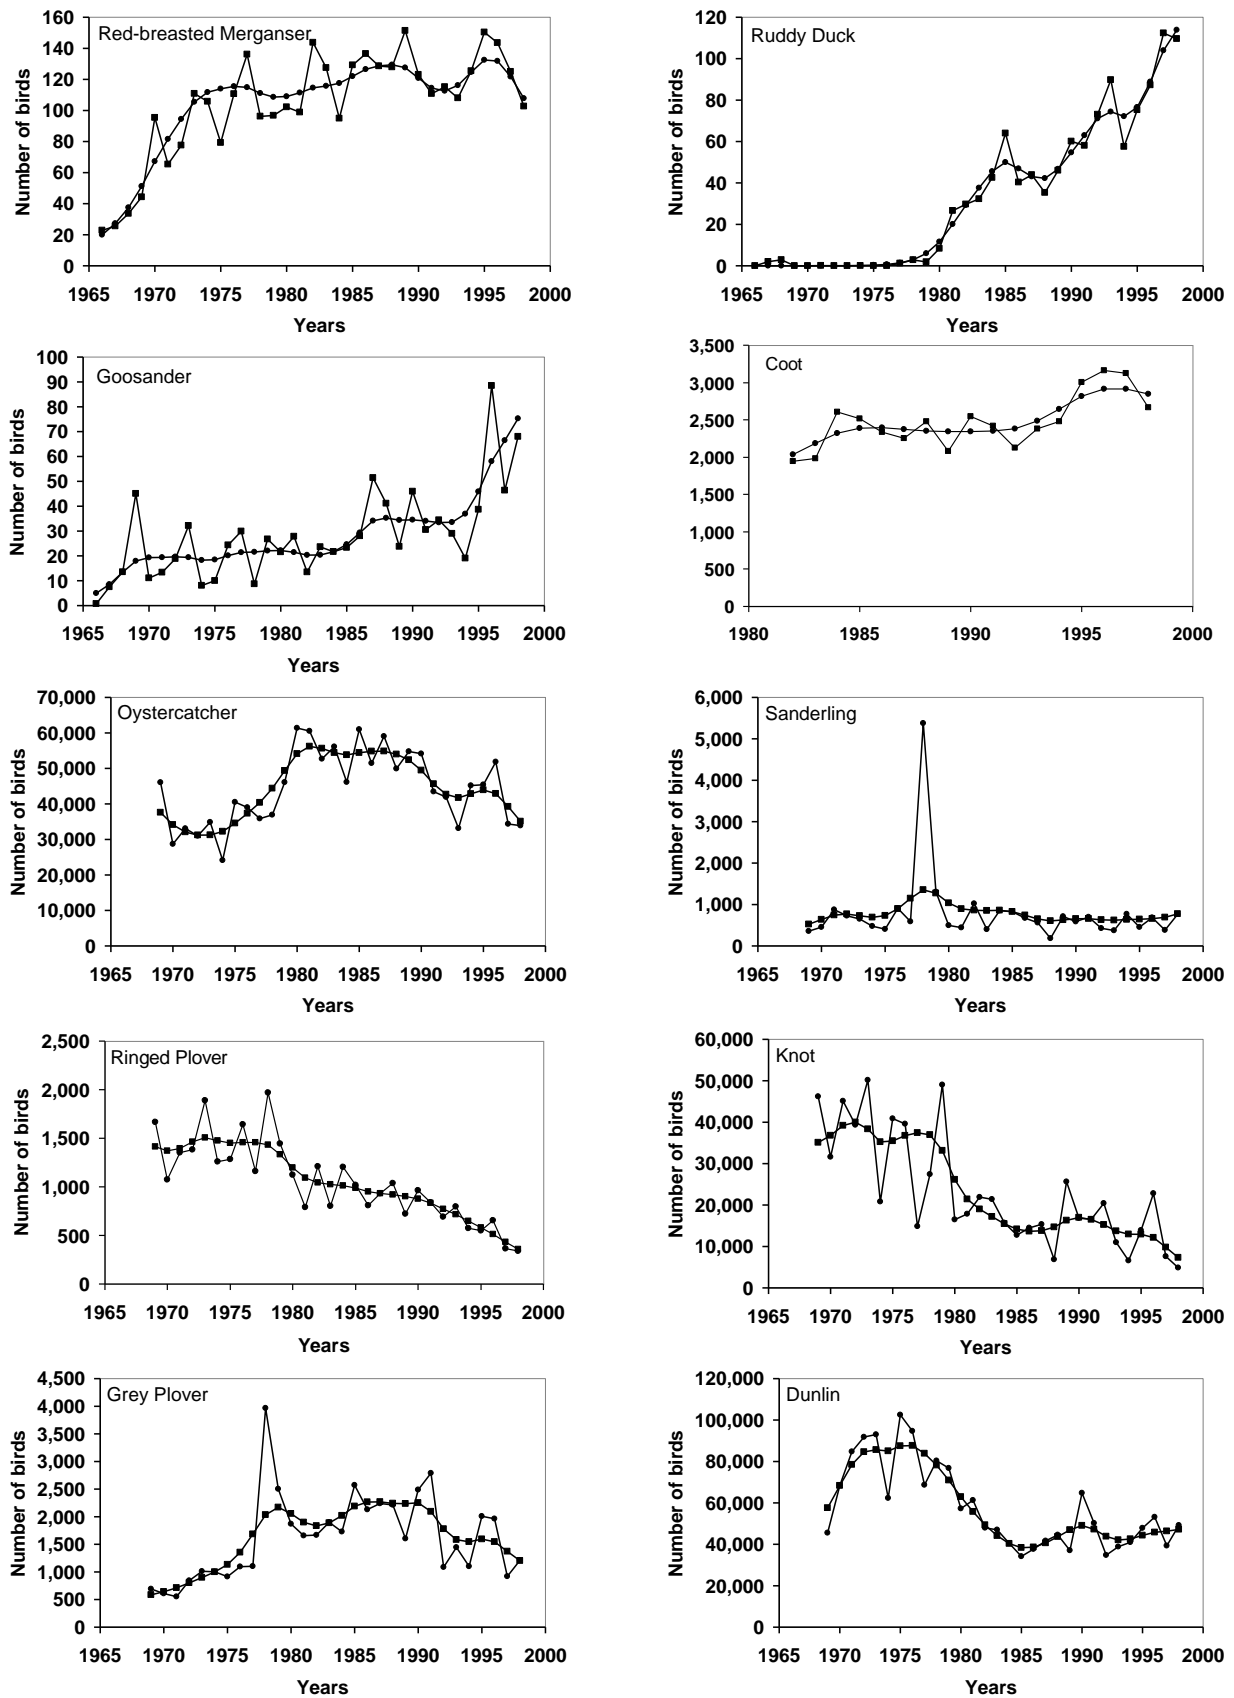 Red-breasted Merganser
Number of birds
160
140
120
100
80
60
40
20
0
1965 1970 1975 1980 1985 1990 1995 2000
Years
Ruddy Duck
Number of birds
120
100
80
60
40
20
0
1965 1970 1975 1980 1985 1990 1995 2000
Years
Goosander
Number of birds
100
90
80
70
60
50
40
30
20
10
0
1965 1970 1975 1980 1985 1990 1995 2000
Years
Coot
3,500
3,000
2,500
2,000
1,500
1,000
500
0
1980 1985 1990 1995 2000
Oystercatcher
Number of birds
70,000
60,000
50,000
40,000
30,000
20,000
10,000
0
1965 1970 1975 1980 1985 1990 1995 2000
Years
Sanderling
Number of birds
6,000
5,000
4,000
3,000
2,000
1,000
0
1965 1970 1975 1980 1985 1990 1995 2000
Years
Ringed Plover
Number of birds
2,500
2,000
1,500
1,000
500
0
1965 1970 1975 1980 1985 1990 1995 2000
Years
Knot
Number of birds
60,000
50,000
40,000
30,000
20,000
10,000
0
1965 1970 1975 1980 1985 1990 1995 2000
Years
Grey Plover
Number of birds
4,500
4,000
3,500
3,000
2,500
2,000
1,500
1,000
500
0
1965 1970 1975 1980 1985 1990 1995 2000
Years
Dunlin
Number of birds
120,000
100,000
80,000
60,000
40,000
20,000
0
1965 1970 1975 1980 1985 1990 1995 2000
Years